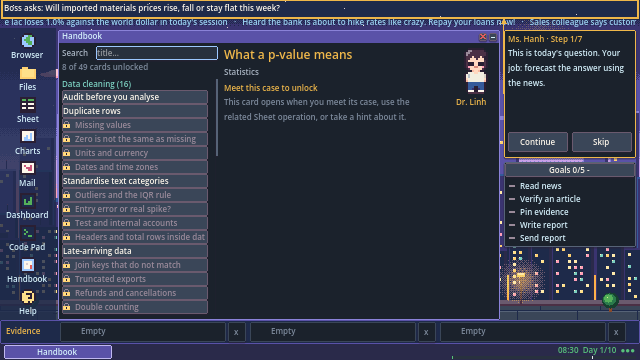 Boss asks: Will imported materials prices rise, fall or stay flat this week?
e lac loses 1.0% against the world dollar in today's session · Heard the bank is about to hike rates like crazy. Repay your loans now! · Sales colleague says custom
Handbook
Search
title...
8 of 49 cards unlocked
Data cleaning (16)
Audit before you analyse
Duplicate rows
Missing values
Zero is not the same as missing
Units and currency
Dates and time zones
Standardise text categories
Outliers and the IQR rule
Entry error or real spike?
Test and internal accounts
Headers and total rows inside dat
Late-arriving data
Join keys that do not match
Truncated exports
Refunds and cancellations
Double counting
What a p-value means
Statistics
Meet this case to unlock
This card opens when you meet its case, use the
related Sheet operation, or take a hint about it.
Dr. Linh
Ms. Hanh · Step 1/7
This is today's question. Your
job: forecast the answer using
the news.
Continue
Skip
Goals 0/5 -
Read news
Verify an article
Pin evidence
Write report
Send report
Browser
Files
Sheet
Charts
Mail
Dashboard
Code Pad
Handbook
Help
Evidence
Empty
x
Empty
x
Empty
x
Handbook
08:30 Day 1/10